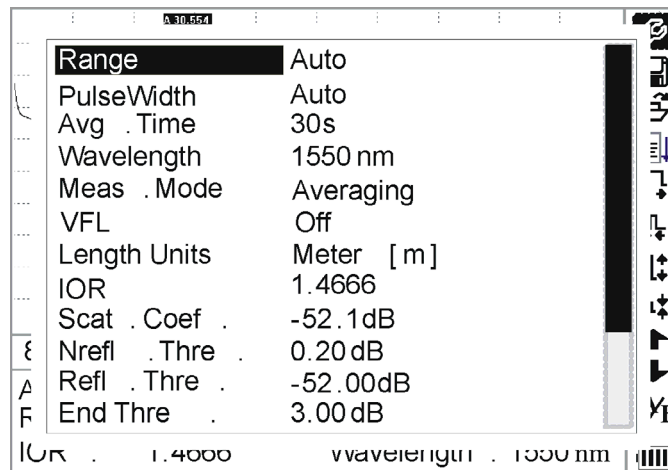 A.30.554
Range Auto
PulseWidth Auto
Avg . Time 30s
Wavelength 1550 nm
Meas . Mode Averaging
VFL Off
Length Units Meter [ m ]
IOR 1.4666
Scat . Coef . -52.1dB
Nrefl . Thre . 0.20 dB
Refl . Thre . -52.00dB
End Thre . 3.00 dB
IOR . 1.4666 Wavelength . 1550 nm